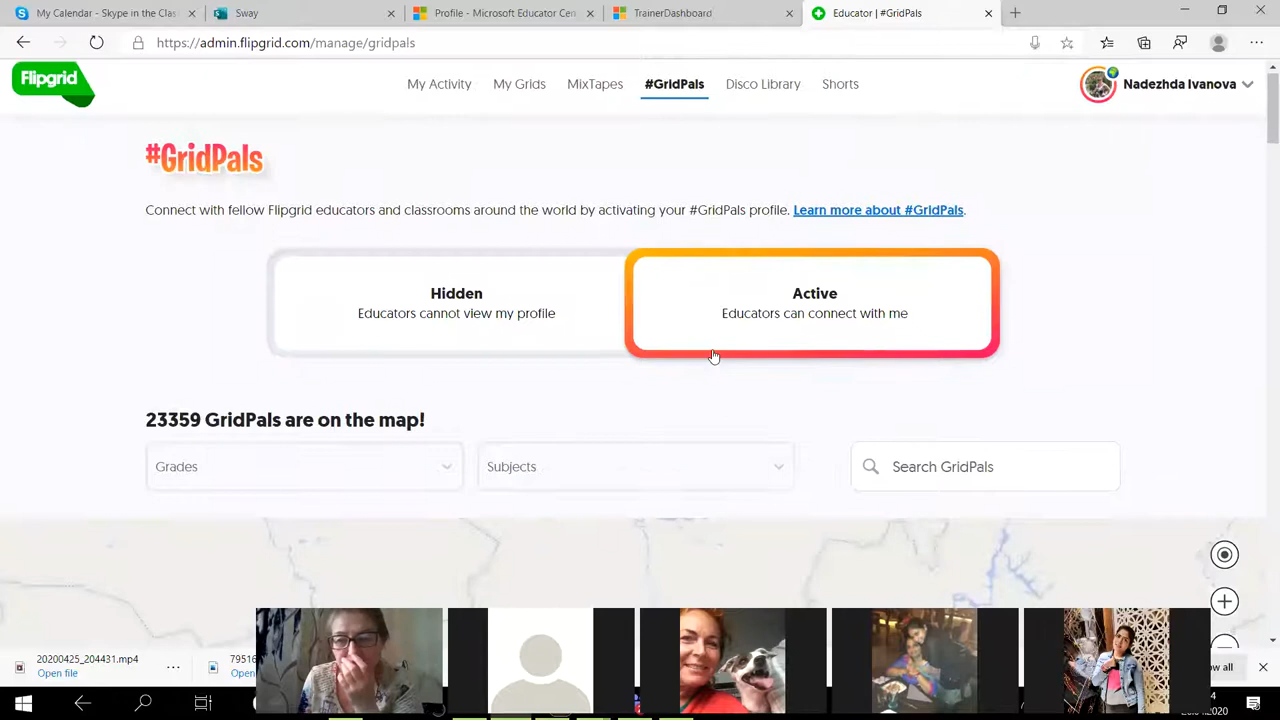 My Calendar - Skype in the Class
Sway
Profile - Microsoft Educator Cen
TrainerDashboard
Educator | #GridPals
https://admin.flipgrid.com/manage/gridpals
Flipgrid
My Activity
My Grids
MixTapes
#GridPals
Disco Library
Shorts
Nadezhda Ivanova
#GridPals
Connect with fellow Flipgrid educators and classrooms around the world by activating your #GridPals profile. Learn more about #GridPals.
Hidden
Educators cannot view my profile
Active
Educators can connect with me
23359 GridPals are on the map!
Grades
Subjects
Search GridPals
20200425_204431.mp4
Open file
79516
Open
all